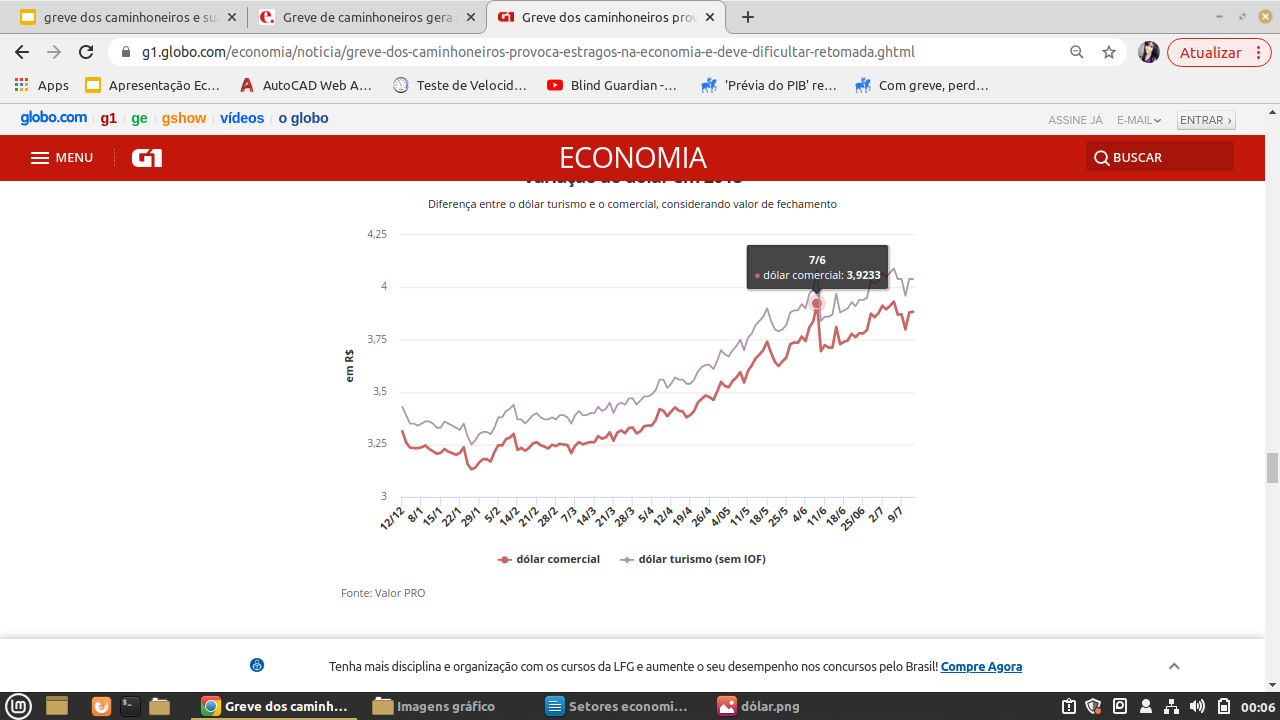 greve dos caminhoneiros e su
Greve de caminhoneiros gera
Greve dos caminhoneiros prov
g1.globo.com/economia/noticia/greve-dos-caminhoneiros-provoca-estragos-na-economia-e-deve-dificultar-retomada.ghtml
Atualizar
Apps
Apresentação Ec…
AutoCAD Web A…
Teste de Velocid…
Blind Guardian -…
'Prévia do PIB' re…
Com greve, perd…
globo.com g1 ge gshow vídeos o globo
ASSINE JÁ E-MAIL ENTRAR ›
MENU G1 ECONOMIA BUSCAR
Variação do dólar em 2018
Diferença entre o dólar turismo e o comercial, considerando valor de fechamento
4,25
4
3,75
3,5
3,25
3
em R$
7/6
dólar comercial: 3,9233
12/12 8/1 15/1 22/1 29/1 5/2 14/2 21/2 28/2 7/3 14/3 21/3 28/3 5/4 12/4 19/4 26/4 4/05 11/5 18/5 25/5 4/6 11/6 18/6 25/06 2/7 9/7
dólar comercial dólar turismo (sem IOF)
Fonte: Valor PRO
Tenha mais disciplina e organização com os cursos da LFG e aumente o seu desempenho nos concursos pelo Brasil! Compre Agora
Greve dos caminh…
Imagens gráfico
Setores economi…
dólar.png
00:06